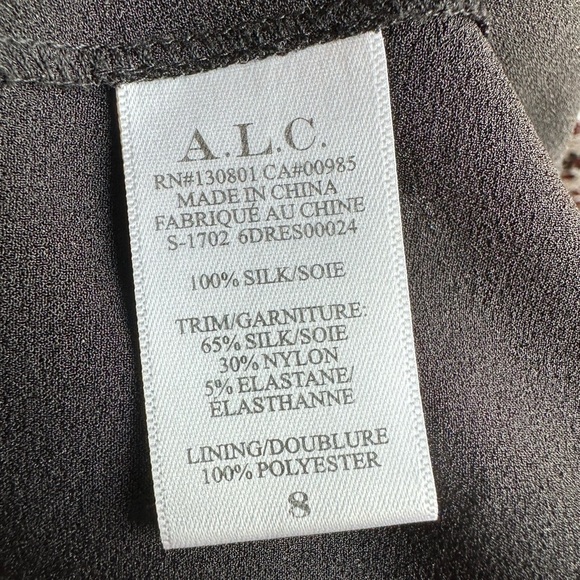 A.L.C.
RN#130801 CA#00985
MADE IN CHINA
FABRIQUÉ AU CHINE
S-1702 6DRES00024
100% SILK/SOIE
TRIM/GARNITURE:
65% SILK/SOIE
30% NYLON
5% ELASTANE/
ÉLASTHANNE
LINING/DOUBLURE
100% POLYESTER
8